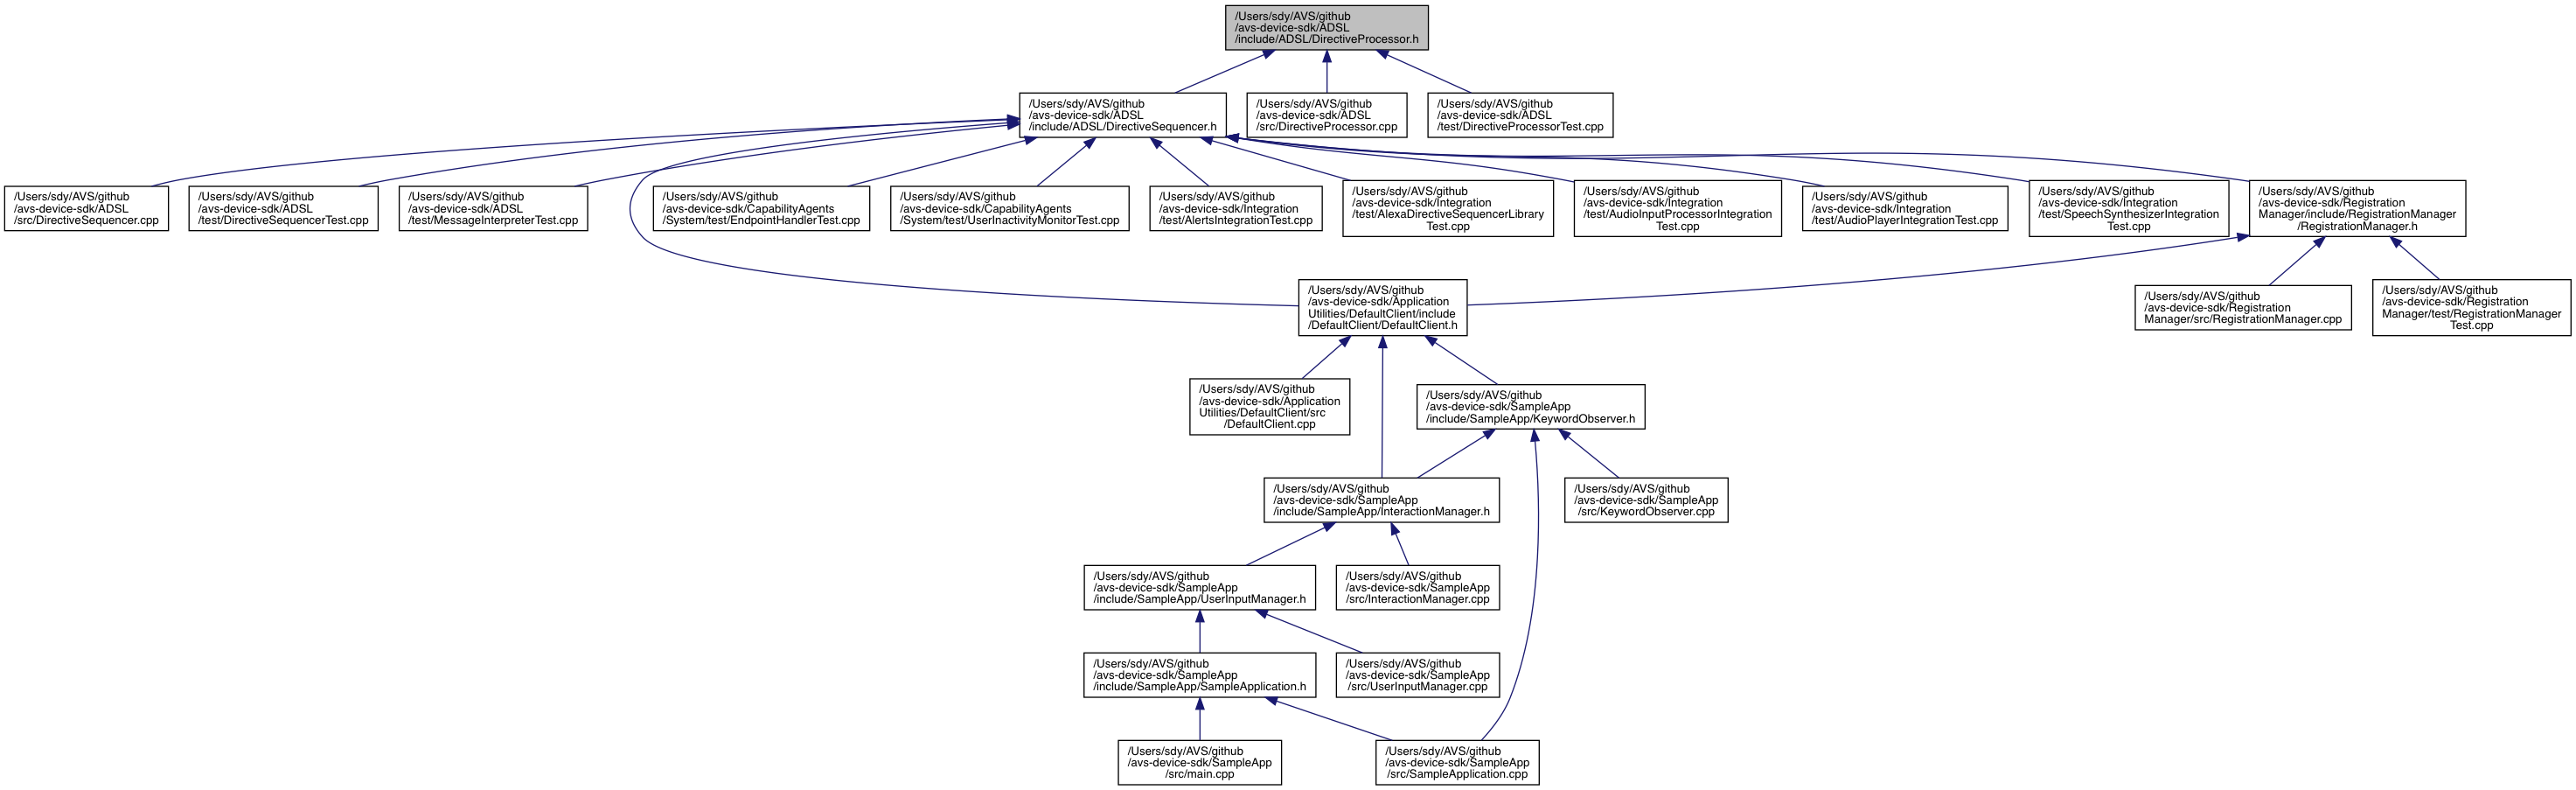 /Users/sdy/AVS/github
/avs-device-sdk/ADSL
/include/ADSL/DirectiveProcessor.h
/Users/sdy/AVS/github
/avs-device-sdk/ADSL
/include/ADSL/DirectiveSequencer.h
/Users/sdy/AVS/github
/avs-device-sdk/ADSL
/src/DirectiveProcessor.cpp
/Users/sdy/AVS/github
/avs-device-sdk/ADSL
/test/DirectiveProcessorTest.cpp
/Users/sdy/AVS/github
/avs-device-sdk/ADSL
/src/DirectiveSequencer.cpp
/Users/sdy/AVS/github
/avs-device-sdk/ADSL
/test/DirectiveSequencerTest.cpp
/Users/sdy/AVS/github
/avs-device-sdk/ADSL
/test/MessageInterpreterTest.cpp
/Users/sdy/AVS/github
/avs-device-sdk/CapabilityAgents
/System/test/EndpointHandlerTest.cpp
/Users/sdy/AVS/github
/avs-device-sdk/CapabilityAgents
/System/test/UserInactivityMonitorTest.cpp
/Users/sdy/AVS/github
/avs-device-sdk/Integration
/test/AlertsIntegrationTest.cpp
/Users/sdy/AVS/github
/avs-device-sdk/Integration
/test/AlexaDirectiveSequencerLibrary
Test.cpp
/Users/sdy/AVS/github
/avs-device-sdk/Integration
/test/AudioInputProcessorIntegration
Test.cpp
/Users/sdy/AVS/github
/avs-device-sdk/Integration
/test/AudioPlayerIntegrationTest.cpp
/Users/sdy/AVS/github
/avs-device-sdk/Integration
/test/SpeechSynthesizerIntegration
Test.cpp
/Users/sdy/AVS/github
/avs-device-sdk/Registration
Manager/include/RegistrationManager
/RegistrationManager.h
/Users/sdy/AVS/github
/avs-device-sdk/Application
Utilities/DefaultClient/include
/DefaultClient/DefaultClient.h
/Users/sdy/AVS/github
/avs-device-sdk/Registration
Manager/src/RegistrationManager.cpp
/Users/sdy/AVS/github
/avs-device-sdk/Registration
Manager/test/RegistrationManager
Test.cpp
/Users/sdy/AVS/github
/avs-device-sdk/Application
Utilities/DefaultClient/src
/DefaultClient.cpp
/Users/sdy/AVS/github
/avs-device-sdk/SampleApp
/include/SampleApp/KeywordObserver.h
/Users/sdy/AVS/github
/avs-device-sdk/SampleApp
/include/SampleApp/InteractionManager.h
/Users/sdy/AVS/github
/avs-device-sdk/SampleApp
/src/KeywordObserver.cpp
/Users/sdy/AVS/github
/avs-device-sdk/SampleApp
/include/SampleApp/UserInputManager.h
/Users/sdy/AVS/github
/avs-device-sdk/SampleApp
/src/InteractionManager.cpp
/Users/sdy/AVS/github
/avs-device-sdk/SampleApp
/include/SampleApp/SampleApplication.h
/Users/sdy/AVS/github
/avs-device-sdk/SampleApp
/src/UserInputManager.cpp
/Users/sdy/AVS/github
/avs-device-sdk/SampleApp
/src/main.cpp
/Users/sdy/AVS/github
/avs-device-sdk/SampleApp
/src/SampleApplication.cpp